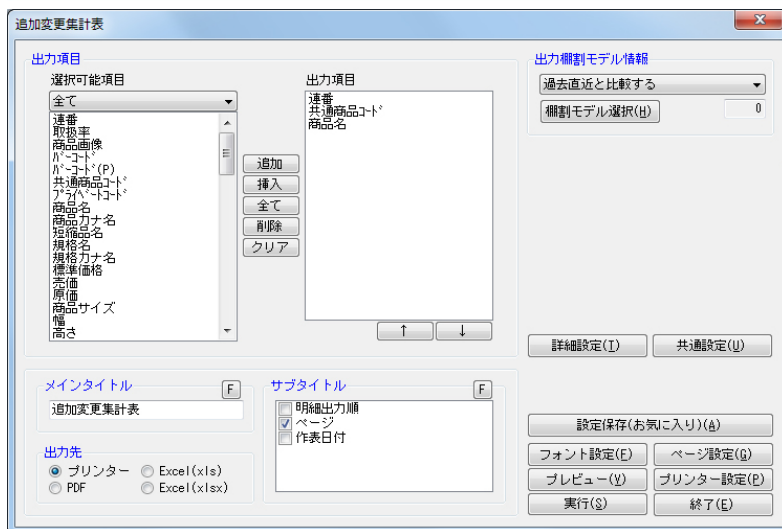 追加変更集計表
出力項目
選択可能項目
全て
連番
取扱率
商品画像
ﾊﾞｰｺｰﾄﾞ
ﾊﾞｰｺｰﾄﾞ(P)
共通商品ｺｰﾄﾞ
ﾌﾟﾗｲﾍﾞｰﾄｺｰﾄﾞ
商品名
商品カナ名
短縮品名
規格名
規格カナ名
標準価格
売価
原価
商品サイズ
幅
高さ
追加
挿入
全て
削除
クリア
出力項目
連番
共通商品ｺｰﾄﾞ
商品名
↑
↓
出力棚割モデル情報
過去直近と比較する
棚割モデル選択(H)
0
詳細設定(I)
共通設定(U)
メインタイトル
F
追加変更集計表
サブタイトル
F
明細出力順
ページ
作表日付
出力先
プリンター
Excel(xls)
PDF
Excel(xlsx)
設定保存(お気に入り)(A)
フォント設定(F)
ページ設定(G)
プレビュー(V)
プリンター設定(P)
実行(S)
終了(E)